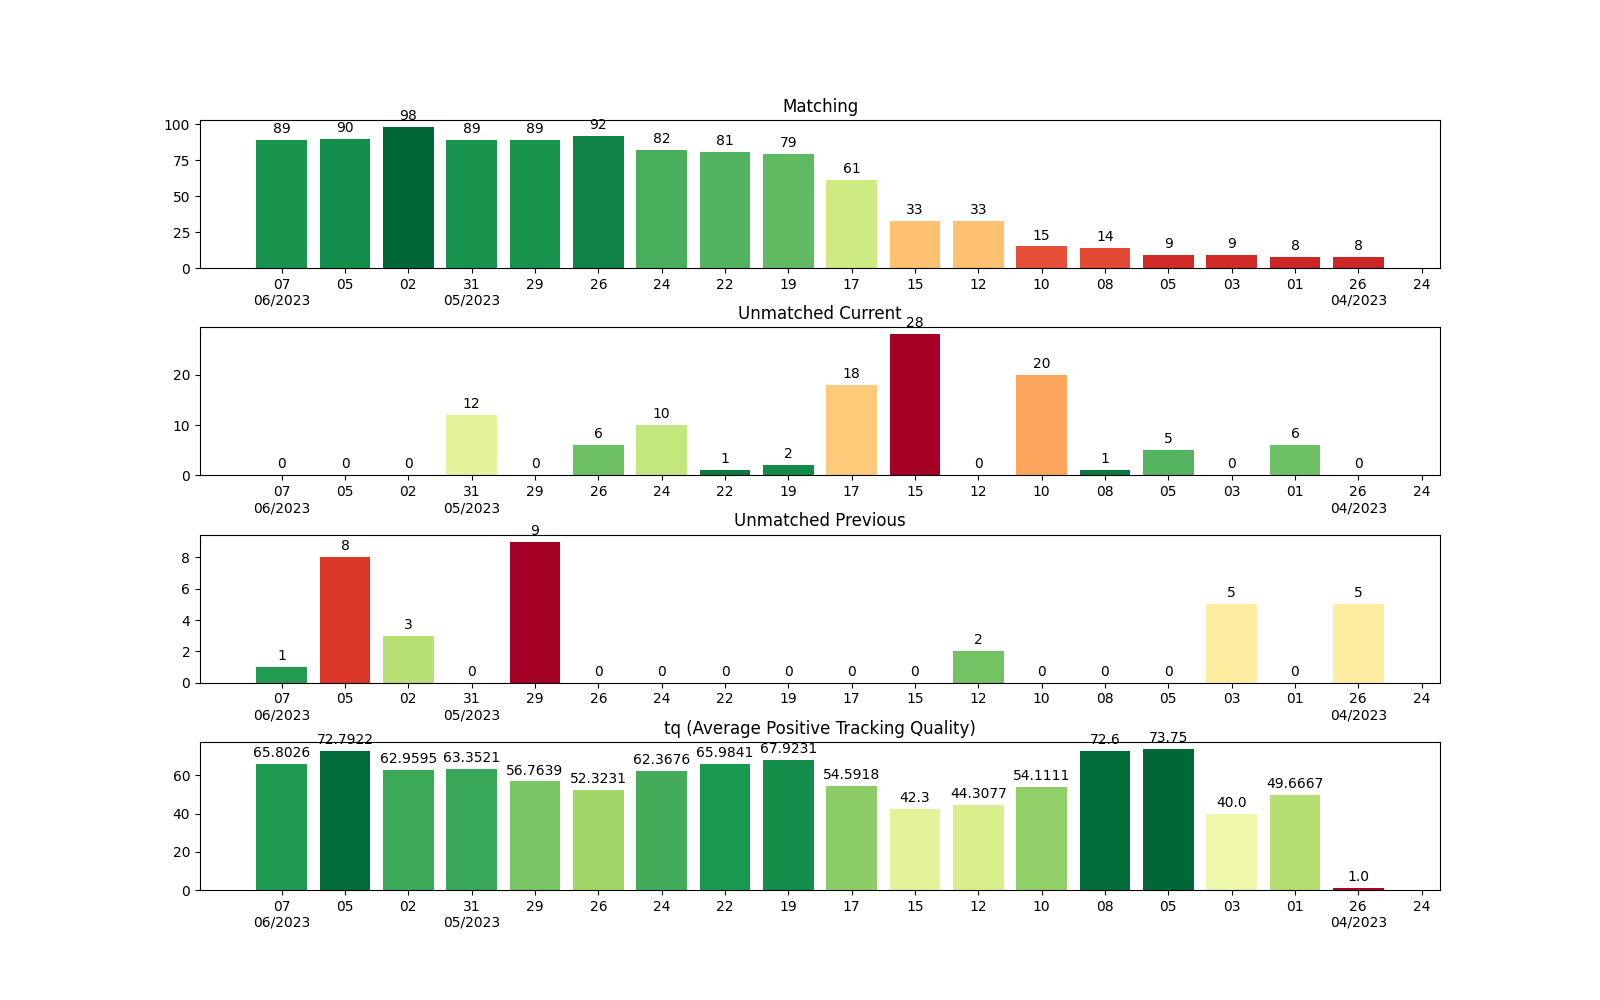 Matching
89 90 98 89 89 92 82 81 79 61 33 33 15 14 9 9 8 8
100
75
50
25
0
07 05 02 31 29 26 24 22 19 17 15 12 10 08 05 03 01 26 24
06/2023 05/2023 04/2023
Unmatched Current
0 0 0 12 0 6 10 1 2 18 28 0 20 1 5 0 6 0
20
10
0
07 05 02 31 29 26 24 22 19 17 15 12 10 08 05 03 01 26 24
06/2023 05/2023 04/2023
Unmatched Previous
1 8 3 0 9 0 0 0 0 0 0 2 0 0 0 5 0 5
8
6
4
2
0
07 05 02 31 29 26 24 22 19 17 15 12 10 08 05 03 01 26 24
06/2023 05/2023 04/2023
tq (Average Positive Tracking Quality)
65.8026 72.7922 62.9595 63.3521 56.7639 52.3231 62.3676 65.9841 67.9231 54.5918 42.3 44.3077 54.1111 72.6 73.75 40.0 49.6667 1.0
60
40
20
0
07 05 02 31 29 26 24 22 19 17 15 12 10 08 05 03 01 26 24
06/2023 05/2023 04/2023